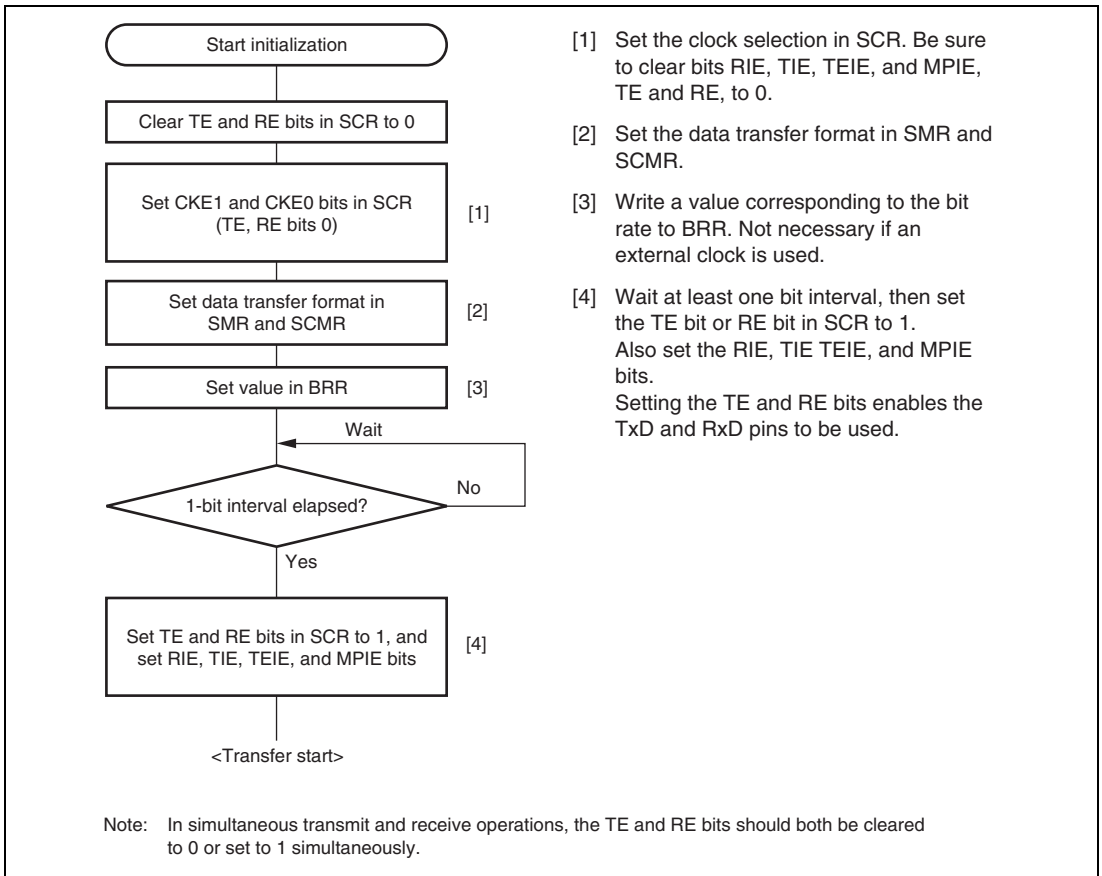 Start initialization
Clear TE and RE bits in SCR to 0
Set CKE1 and CKE0 bits in SCR
(TE, RE bits 0)
[1]
Set data transfer format in
SMR and SCMR
[2]
Set value in BRR
[3]
Wait
No
1-bit interval elapsed?
Yes
Set TE and RE bits in SCR to 1, and
set RIE, TIE, TEIE, and MPIE bits
[4]
<Transfer start>
[1] Set the clock selection in SCR. Be sure
to clear bits RIE, TIE, TEIE, and MPIE,
TE and RE, to 0.
[2] Set the data transfer format in SMR and
SCMR.
[3] Write a value corresponding to the bit
rate to BRR. Not necessary if an
external clock is used.
[4] Wait at least one bit interval, then set
the TE bit or RE bit in SCR to 1.
Also set the RIE, TIE TEIE, and MPIE
bits.
Setting the TE and RE bits enables the
TxD and RxD pins to be used.
Note: In simultaneous transmit and receive operations, the TE and RE bits should both be cleared
to 0 or set to 1 simultaneously.